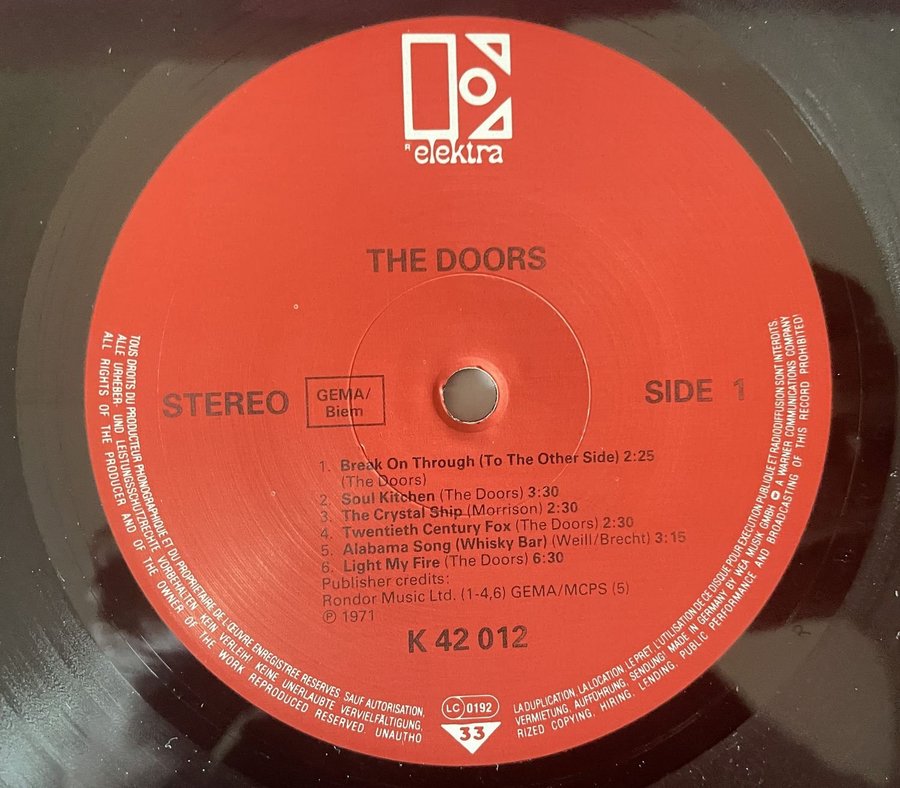 R elektra
THE DOORS
STEREO
GEMA/
Biem
SIDE 1
1. Break On Through (To The Other Side) 2:25
(The Doors)
2. Soul Kitchen (The Doors) 3:30
3. The Crystal Ship (Morrison) 2:30
4. Twentieth Century Fox (The Doors) 2:30
5. Alabama Song (Whisky Bar) (Weill/Brecht) 3:15
6. Light My Fire (The Doors) 6:30
Publisher credits:
Rondor Music Ltd. (1-4,6) GEMA/MCPS (5)
Ⓟ 1971
K 42 012
LC 0192
33
TOUS DROITS DU PRODUCTEUR PHONOGRAPHIQUE ET DU PROPRIETAIRE DE L'ŒUVRE ENREGISTREE RESERVES SAUF AUTORISATION,
ALLE URHEBER- UND LEISTUNGSSCHUTZRECHTE VORBEHALTEN KEIN VERLEIH! KEINE UNERLAUBTE VERVIELFÄLTIGUNG,
ALL RIGHTS OF THE PRODUCER AND OF THE OWNER OF THE WORK REPRODUCED RESERVED, UNAUTHO
LA DUPLICATION, LA LOCATION, LE PRET, L'UTILISATION DE CE DISQUE POUR EXECUTION PUBLIQUE ET RADIODIFFUSION SONT INTERDITS.
VERMIETUNG, AUFFÜHRUNG, SENDUNG! MADE IN GERMANY BY WEA MUSIK GMBH A WARNER COMMUNICATIONS COMPANY
RIZED COPYING, HIRING, LENDING, PUBLIC PERFORMANCE AND BROADCASTING OF THIS RECORD PROHIBITED!